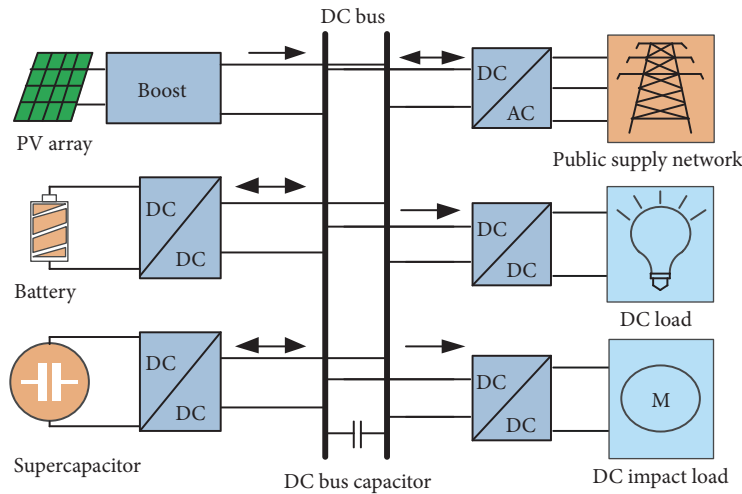 DC bus
Boost
PV array
DC
AC
Public supply network
DC
DC
Battery
DC
DC
DC load
DC
DC
Supercapacitor
DC
DC
M
DC impact load
DC bus capacitor